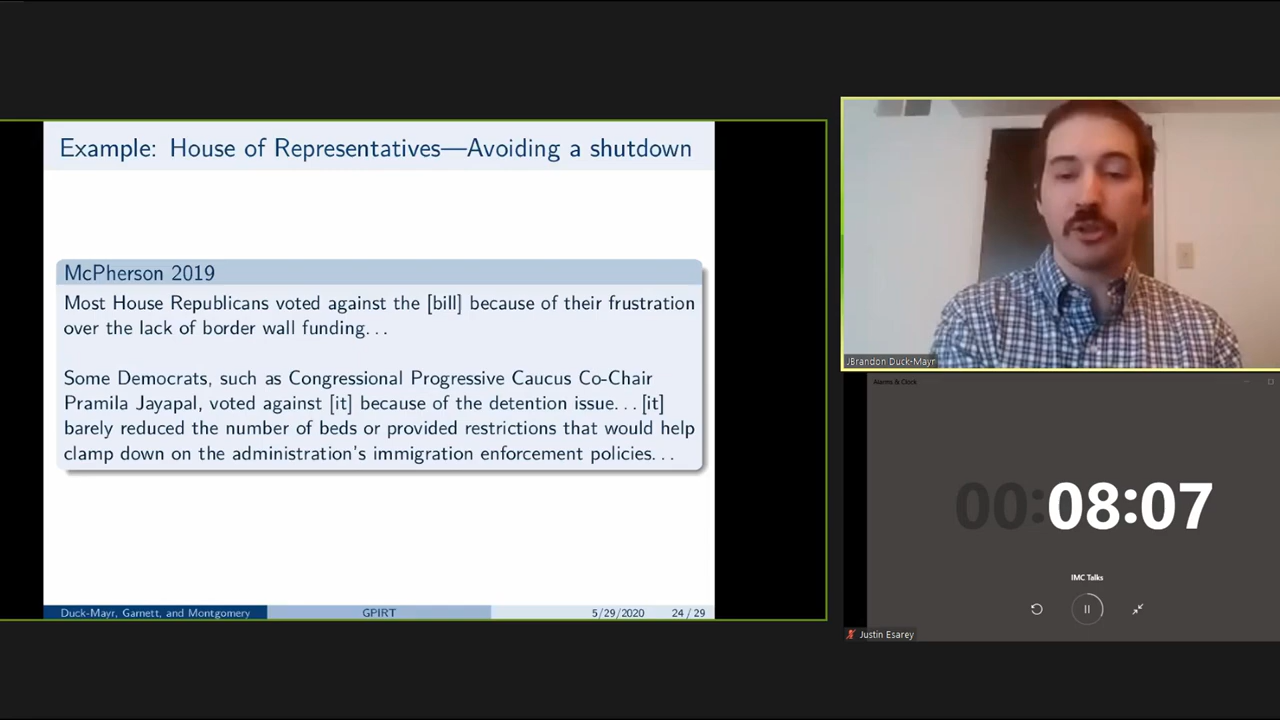 Example: House of Representatives—Avoiding a shutdown
McPherson 2019
Most House Republicans voted against the [bill] because of their frustration
over the lack of border wall funding. . .
Some Democrats, such as Congressional Progressive Caucus Co-Chair
Pramila Jayapal, voted against [it] because of the detention issue. . . [it]
barely reduced the number of beds or provided restrictions that would help
clamp down on the administration's immigration enforcement policies. . .
Duck-Mayr, Garnett, and Montgomery
GPIRT
5/29/2020
24 / 29
JBrandon Duck-Mayr
Alarms & Clock
00:08:07
IMC Talks
Justin Esarey